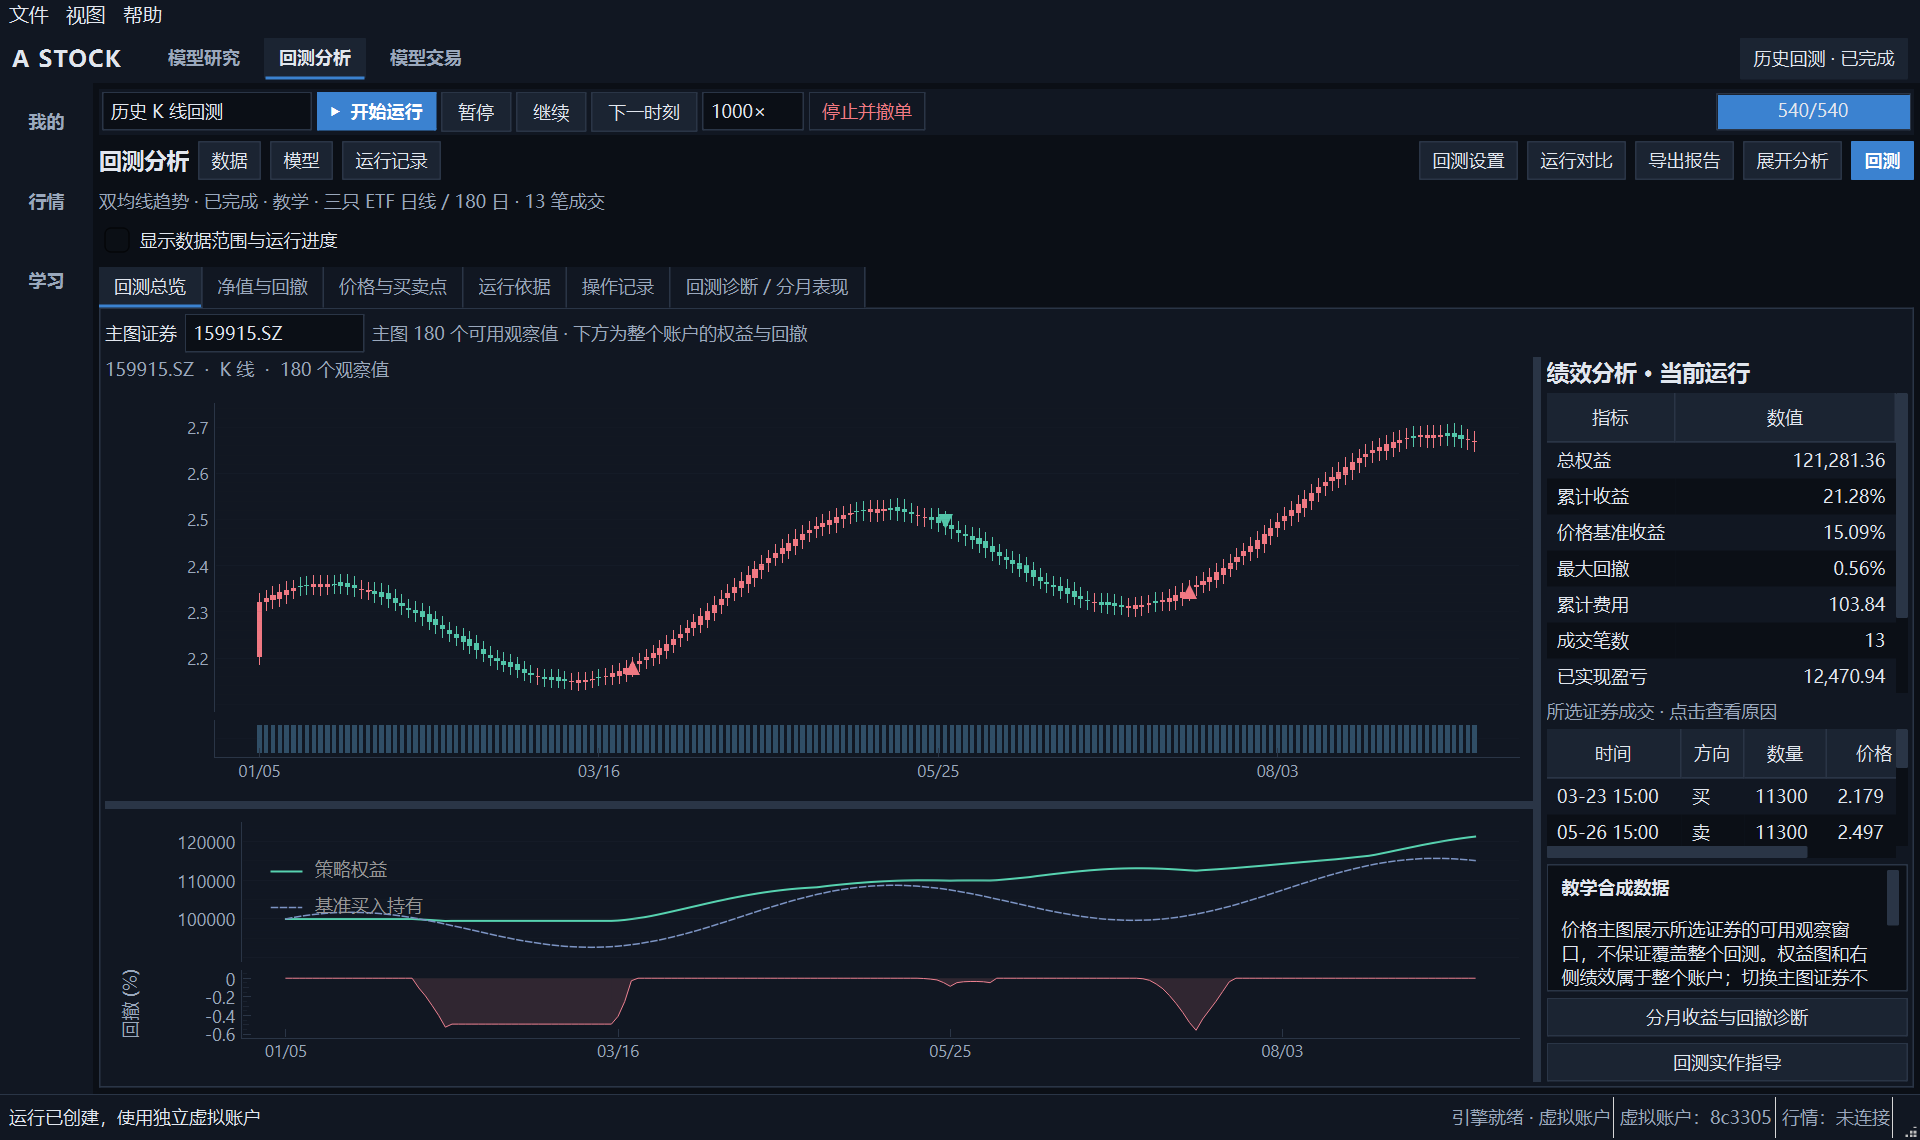 文件 视图 帮助
A STOCK 模型研究 回测分析 模型交易 历史回测 · 已完成
我的
行情
学习
历史 K 线回测 ▶ 开始运行 暂停 继续 下一时刻 1000× 停止并撤单 540/540
回测分析 数据 模型 运行记录 回测设置 运行对比 导出报告 展开分析 回测
双均线趋势 · 已完成 · 教学 · 三只 ETF 日线 / 180 日 · 13 笔成交
显示数据范围与运行进度
回测总览 净值与回撤 价格与买卖点 运行依据 操作记录 回测诊断 / 分月表现
主图证券 159915.SZ 主图 180 个可用观察值 · 下方为整个账户的权益与回撤
159915.SZ · K 线 · 180 个观察值
2.7
2.6
2.5
2.4
2.3
2.2
01/05 03/16 05/25 08/03
120000
110000
100000
策略权益
基准买入持有
回撤 (%)
0
-0.2
-0.4
-0.6
01/05 03/16 05/25 08/03
绩效分析 · 当前运行
指标 数值
总权益 121,281.36
累计收益 21.28%
价格基准收益 15.09%
最大回撤 0.56%
累计费用 103.84
成交笔数 13
已实现盈亏 12,470.94
所选证券成交 · 点击查看原因
时间 方向 数量 价格
03-23 15:00 买 11300 2.179
05-26 15:00 卖 11300 2.497
教学合成数据
价格主图展示所选证券的可用观察窗
口，不保证覆盖整个回测。权益图和右
侧绩效属于整个账户；切换主图证券不
分月收益与回撤诊断
回测实作指导
运行已创建，使用独立虚拟账户 引擎就绪 · 虚拟账户 虚拟账户：8c3305 行情：未连接